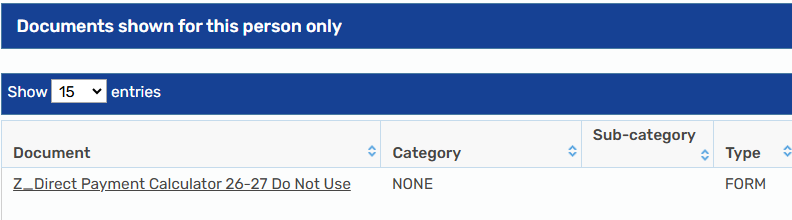 Documents shown for this person only
Show 15 entries
Document Category Sub-category Type
Z_Direct Payment Calculator 26-27 Do Not Use NONE FORM